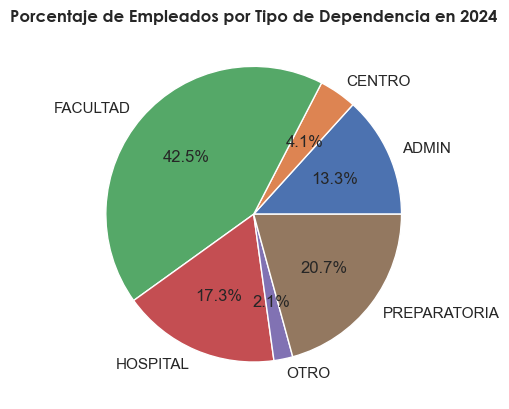 Porcentaje de Empleados por Tipo de Dependencia en 2024
CENTRO
4.1%
ADMIN
13.3%
FACULTAD
42.5%
HOSPITAL
17.3%
OTRO
2.1%
PREPARATORIA
20.7%